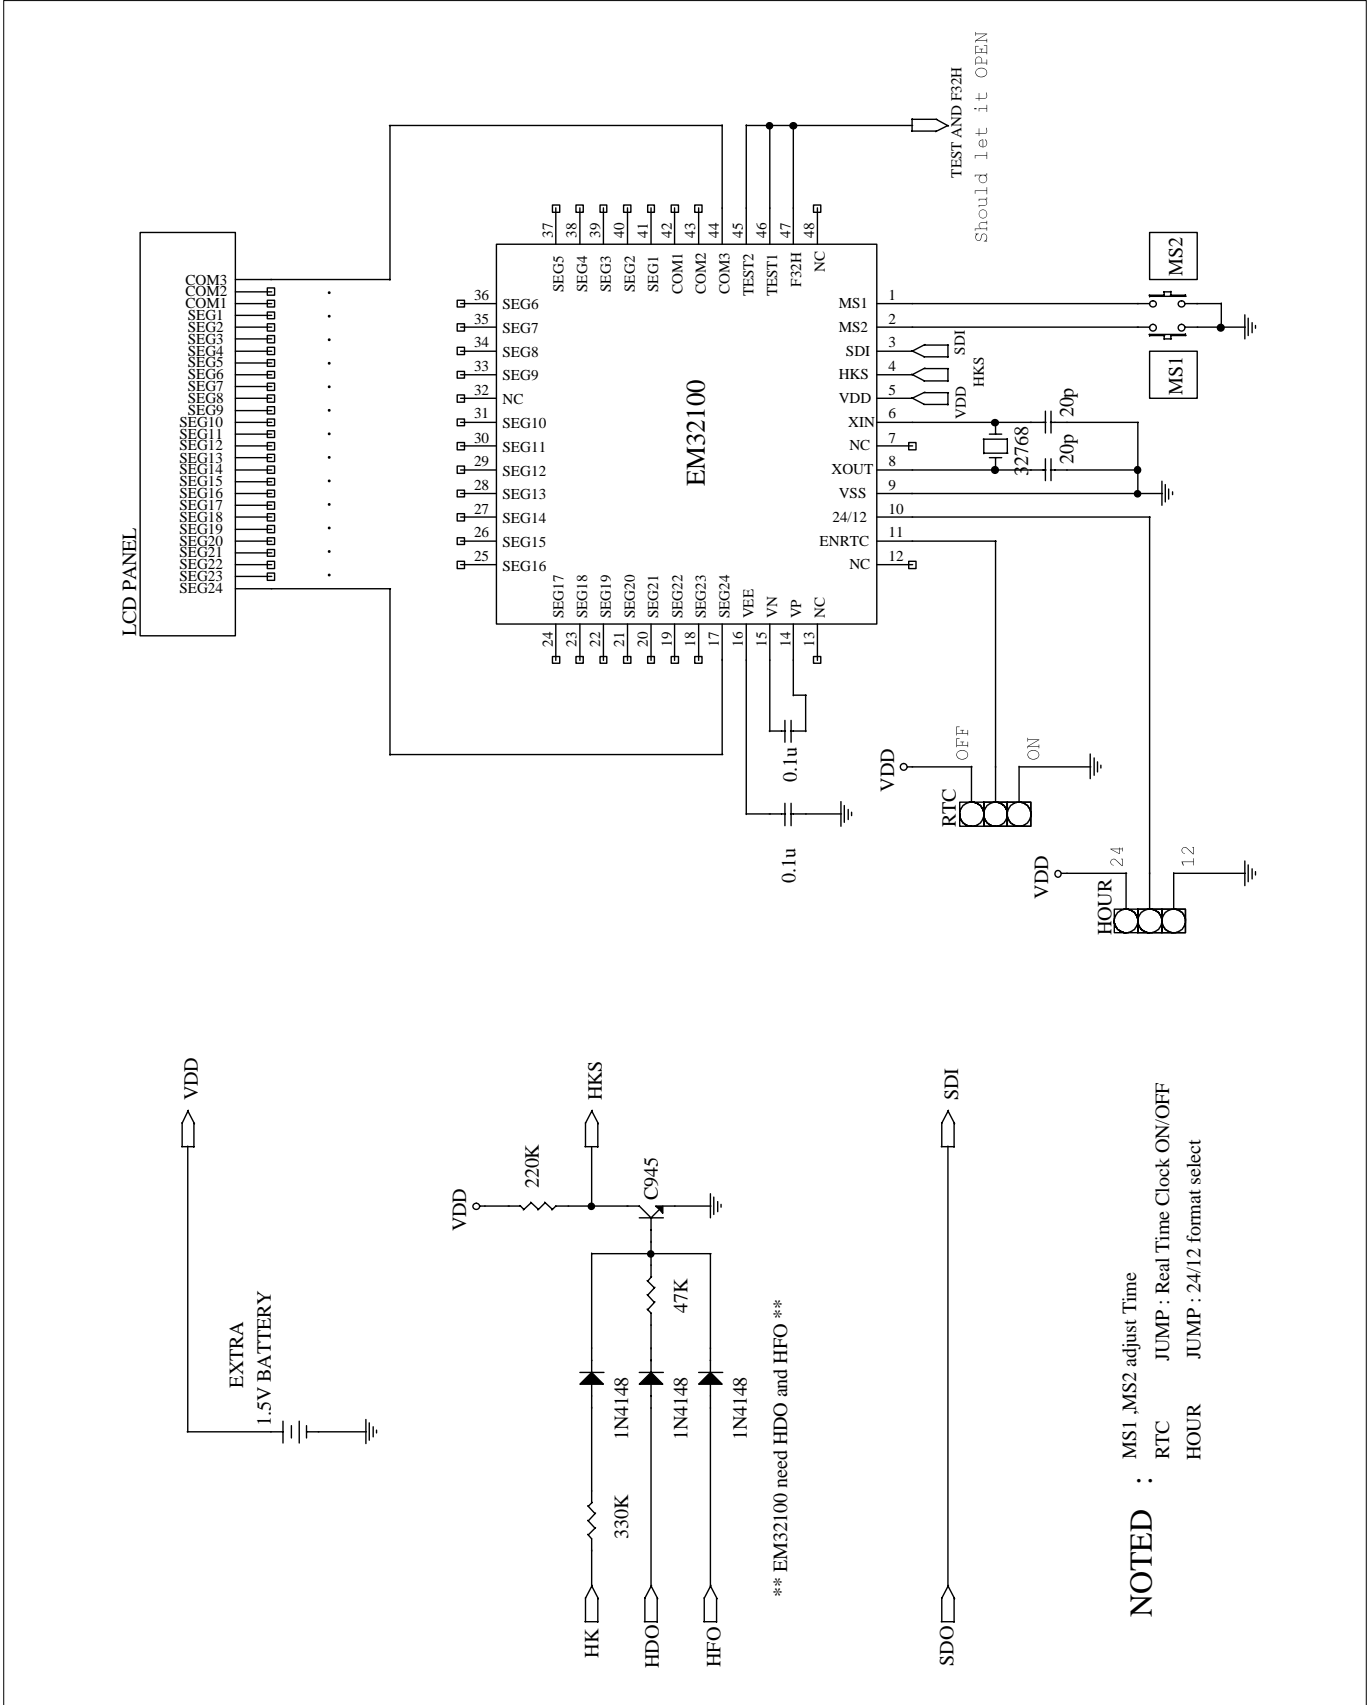 LCD PANEL
COM3
COM2
COM1
SEG1
SEG2
SEG3
SEG4
SEG5
SEG6
SEG7
SEG8
SEG9
SEG10
SEG11
SEG12
SEG13
SEG14
SEG15
SEG16
SEG17
SEG18
SEG19
SEG20
SEG21
SEG22
SEG23
SEG24
EM32100
37 SEG5
38 SEG4
39 SEG3
40 SEG2
41 SEG1
42 COM1
43 COM2
44 COM3
45 TEST2
46 TEST1
47 F32H
48 NC
36 SEG6
35 SEG7
34 SEG8
33 SEG9
32 NC
31 SEG10
30 SEG11
29 SEG12
28 SEG13
27 SEG14
26 SEG15
25 SEG16
MS1 1
MS2 2
SDI 3
HKS 4
VDD 5
XIN 6
NC 7
XOUT 8
VSS 9
24/12 10
ENRTC 11
NC 12
24 SEG17
23 SEG18
22 SEG19
21 SEG20
20 SEG21
19 SEG22
18 SEG23
17 SEG24
16 VEE
15 VN
14 VP
13 NC
TEST AND F32H
Should let it OPEN
MS2
MS1
SDI
HKS
VDD
32768
20p
20p
0.1u
0.1u
VDD
OFF
ON
RTC
VDD
24
12
HOUR
VDD
EXTRA
1.5V BATTERY
HKS
VDD
220K
C945
47K
1N4148
1N4148
1N4148
330K
HK
HDO
HFO
** EM32100 need HDO and HFO **
SDI
SDO
NOTED :
MS1 ,MS2 adjust Time
RTC JUMP : Real Time Clock ON/OFF
HOUR JUMP : 24/12 format select